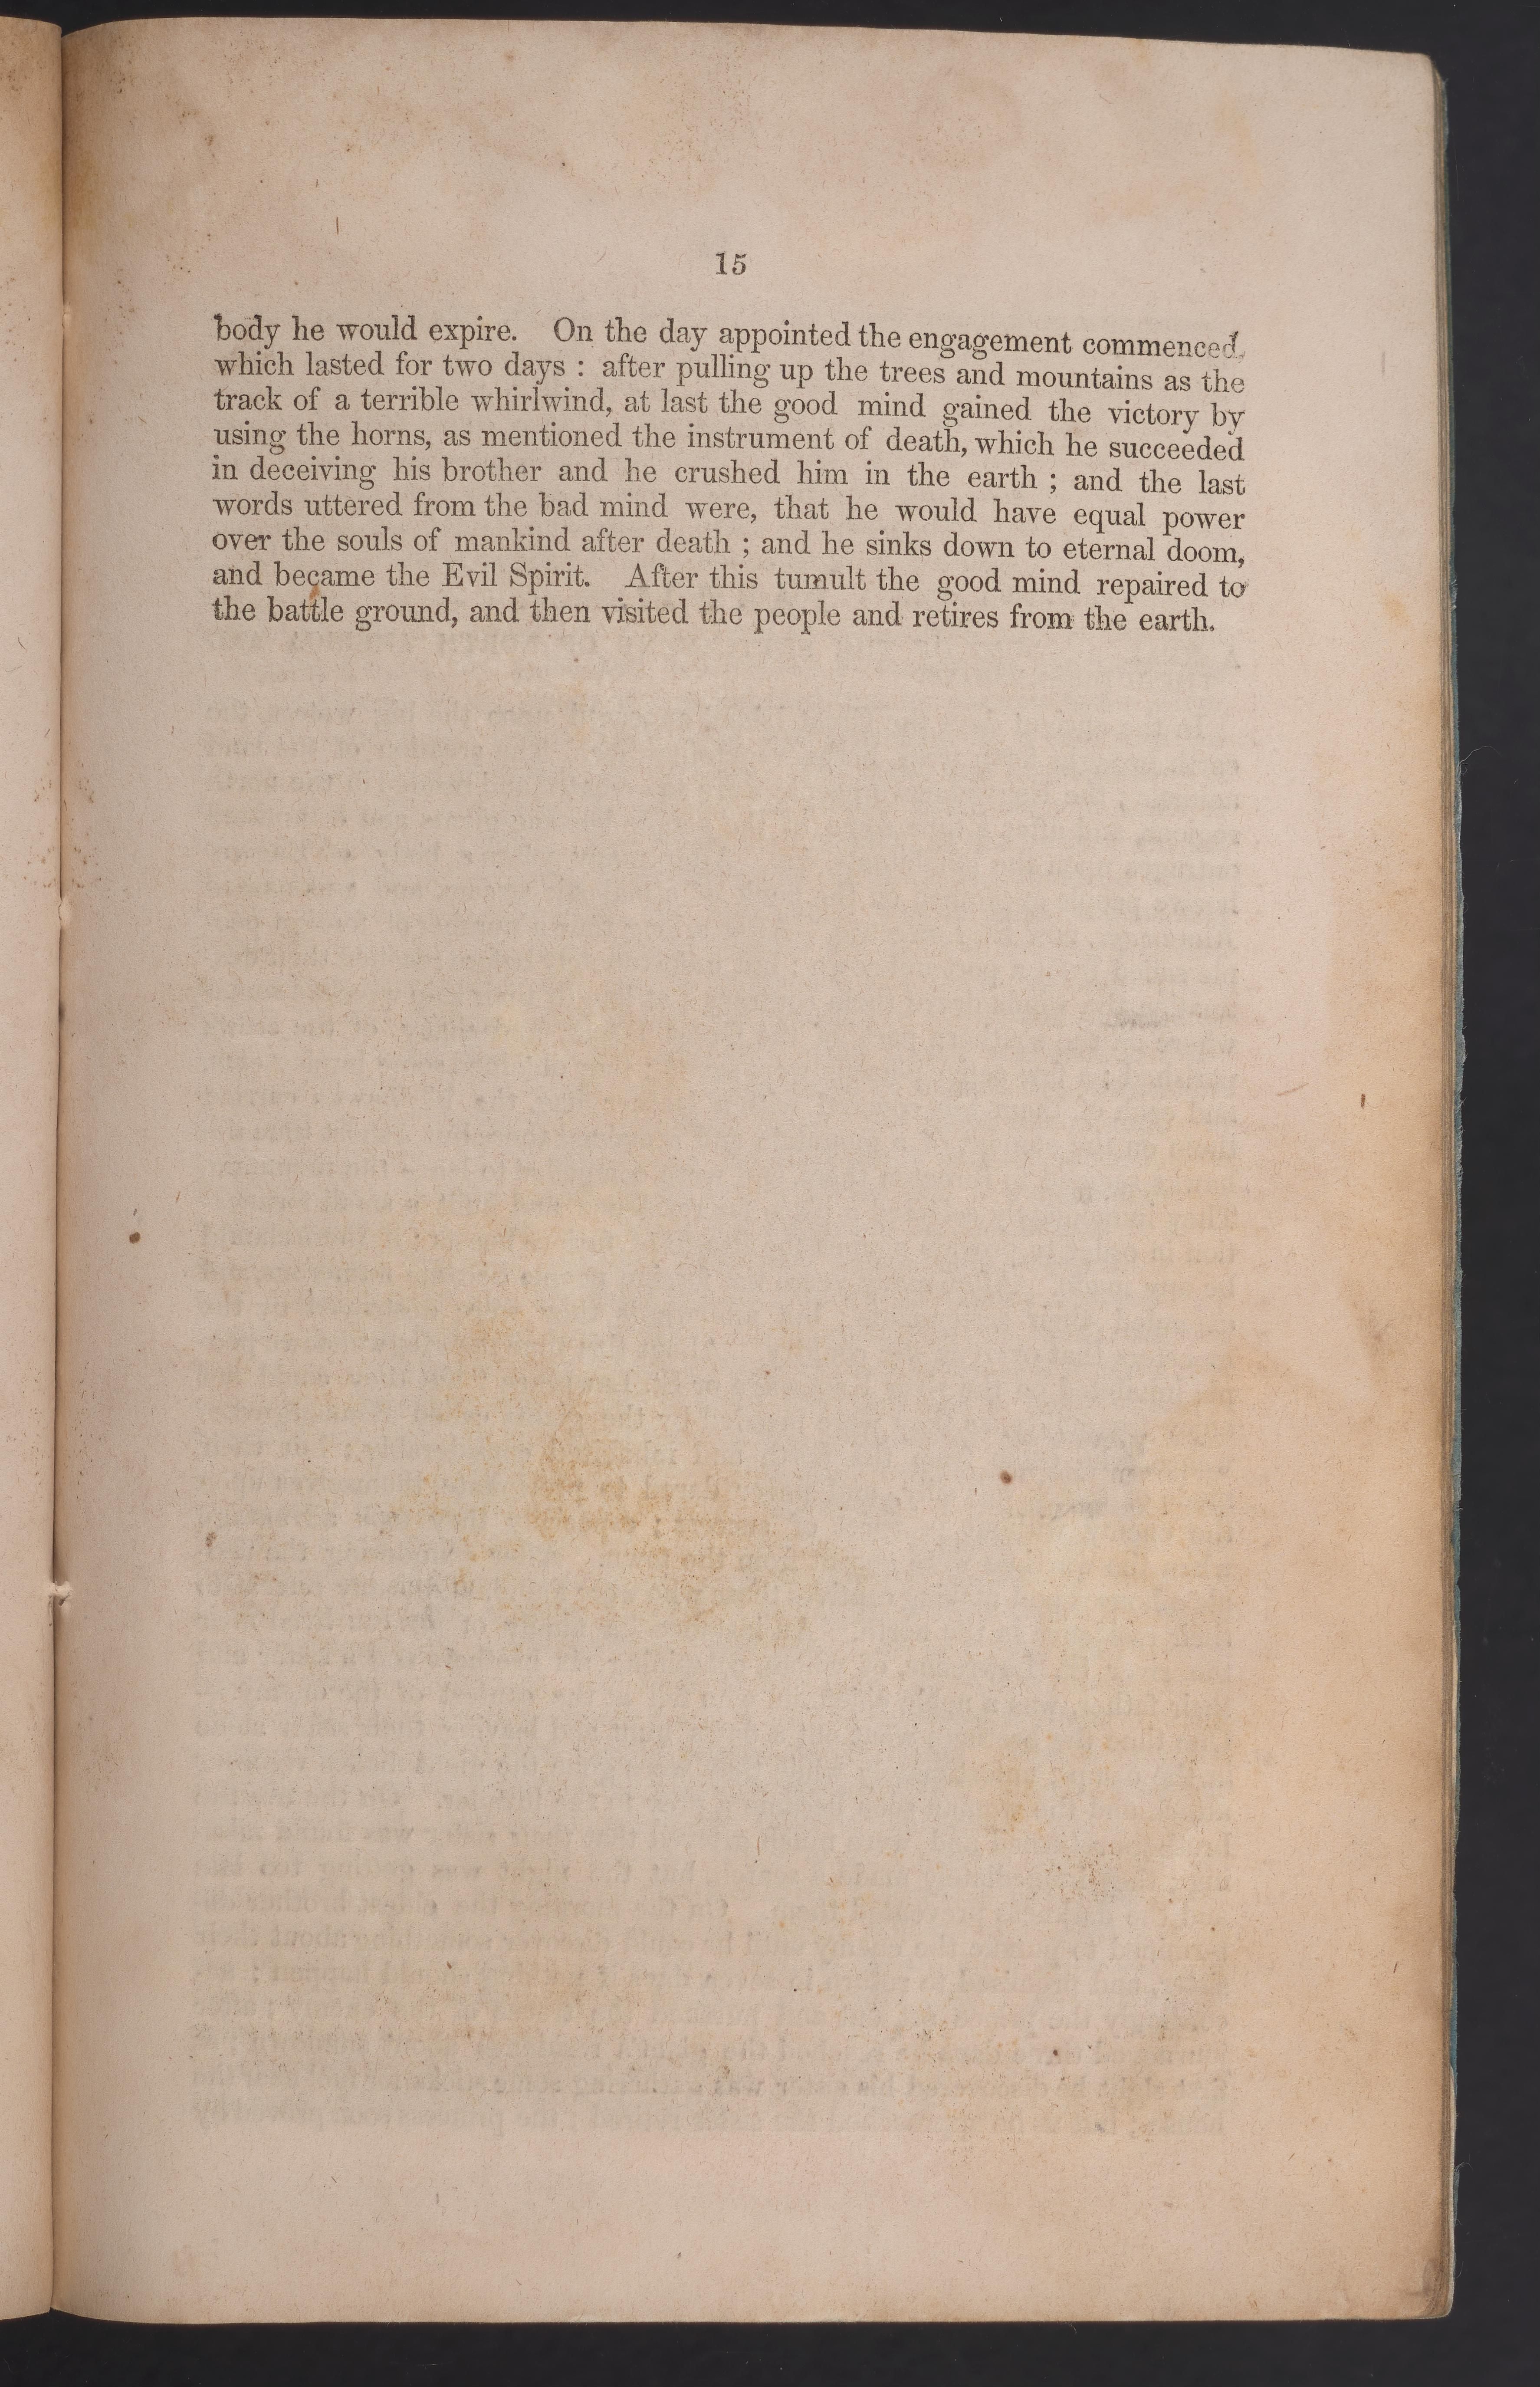 15
body he would expire. On the day appointed the engagement commenced,
which lasted for two days : after pulling up the trees and mountains as the
track of a terrible whirlwind, at last the good mind gained the victory by
using the horns, as mentioned the instrument of death, which he succeeded
in deceiving his brother and he crushed him in the earth ; and the last
words uttered from the bad mind were, that he would have equal power
over the souls of mankind after death ; and he sinks down to eternal doom,
and became the Evil Spirit. After this tumult the good mind repaired to
the battle ground, and then visited the people and retires from the earth.